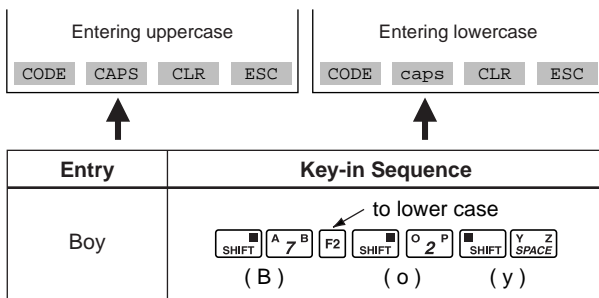 Entering uppercase Entering lowercase
CODE CAPS CLR ESC CODE caps CLR ESC
Entry Key-in Sequence
to lower case
Boy SHIFT A 7 B F2 SHIFT O 2 P SHIFT Y Z SPACE
( B ) ( o ) ( y )